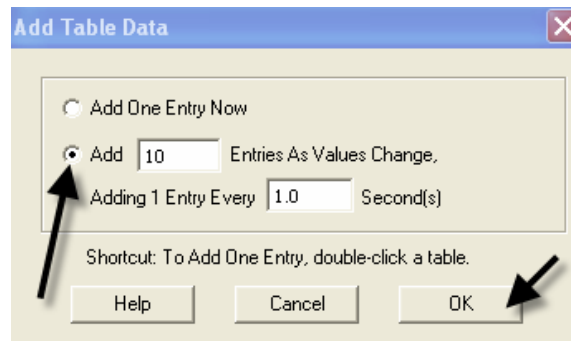 Add Table Data
Add One Entry Now
Add 10 Entries As Values Change,
Adding 1 Entry Every 1.0 Second(s)
Shortcut: To Add One Entry, double-click a table.
Help Cancel OK